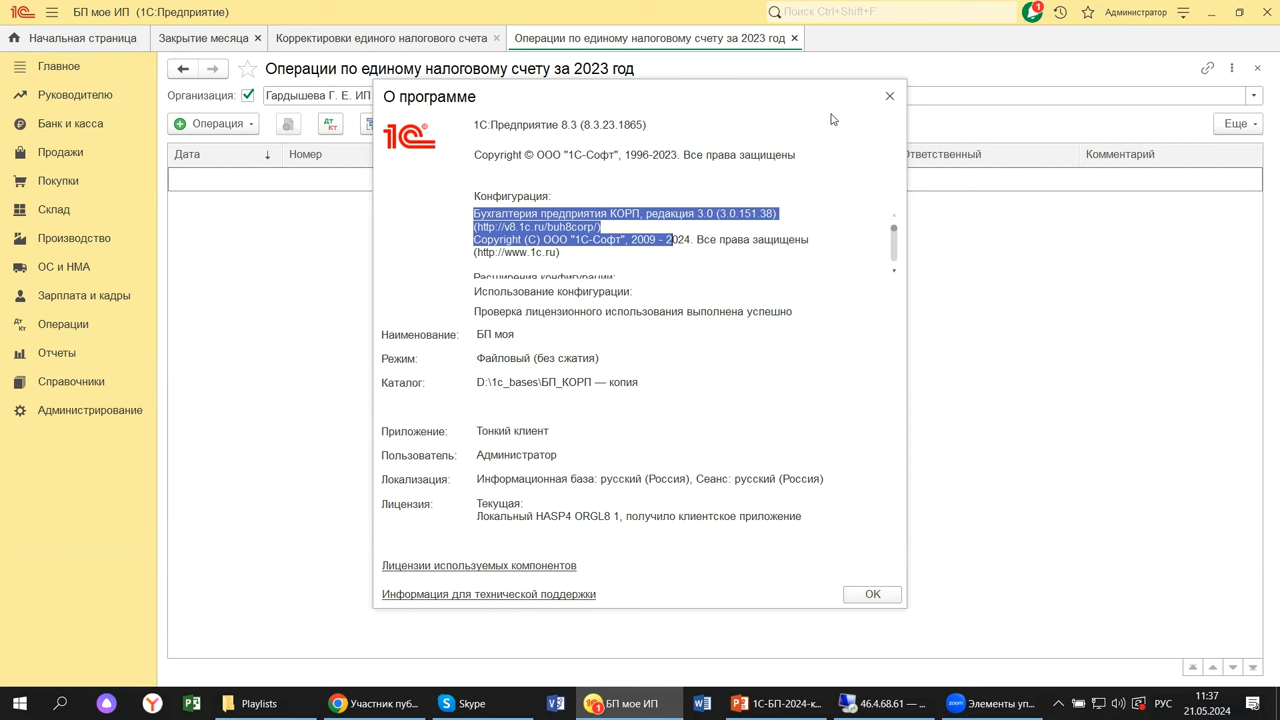 БП мое ИП (1С:Предприятие)
Поиск Ctrl+Shift+F
1
Администратор
Начальная страница
Закрытие месяца ×
Корректировки единого налогового счета ×
Операции по единому налоговому счету за 2023 год ×
Главное
Руководителю
Банк и касса
Продажи
Покупки
Склад
Производство
ОС и НМА
Зарплата и кадры
Операции
Отчеты
Справочники
Администрирование
Операции по единому налоговому счету за 2023 год
Организация:
Гардышева Г. Е. ИП
Операция
Дт
Кт
Еще
Дата
Номер
Ответственный
Комментарий
О программе
1С
1С:Предприятие 8.3 (8.3.23.1865)
Copyright © ООО "1С-Софт", 1996-2023. Все права защищены
Конфигурация:
Бухгалтерия предприятия КОРП, редакция 3.0 (3.0.151.38)
(http://v8.1c.ru/buh8corp/)
Copyright (С) ООО "1С-Софт", 2009 - 2024. Все права защищены
(http://www.1c.ru)
Расширения конфигурации:
Использование конфигурации:
Проверка лицензионного использования выполнена успешно
Наименование: БП моя
Режим: Файловый (без сжатия)
Каталог: D:\1c_bases\БП_КОРП — копия
Приложение: Тонкий клиент
Пользователь: Администратор
Локализация: Информационная база: русский (Россия), Сеанс: русский (Россия)
Лицензия: Текущая:
Локальный HASP4 ORGL8 1, получило клиентское приложение
Лицензии используемых компонентов
Информация для технической поддержки
OK
Playlists
Участник пуб...
Skype
БП мое ИП
1С-БП-2024-к...
46.4.68.61) — ...
Элементы уп...
РУС
11:37
21.05.2024